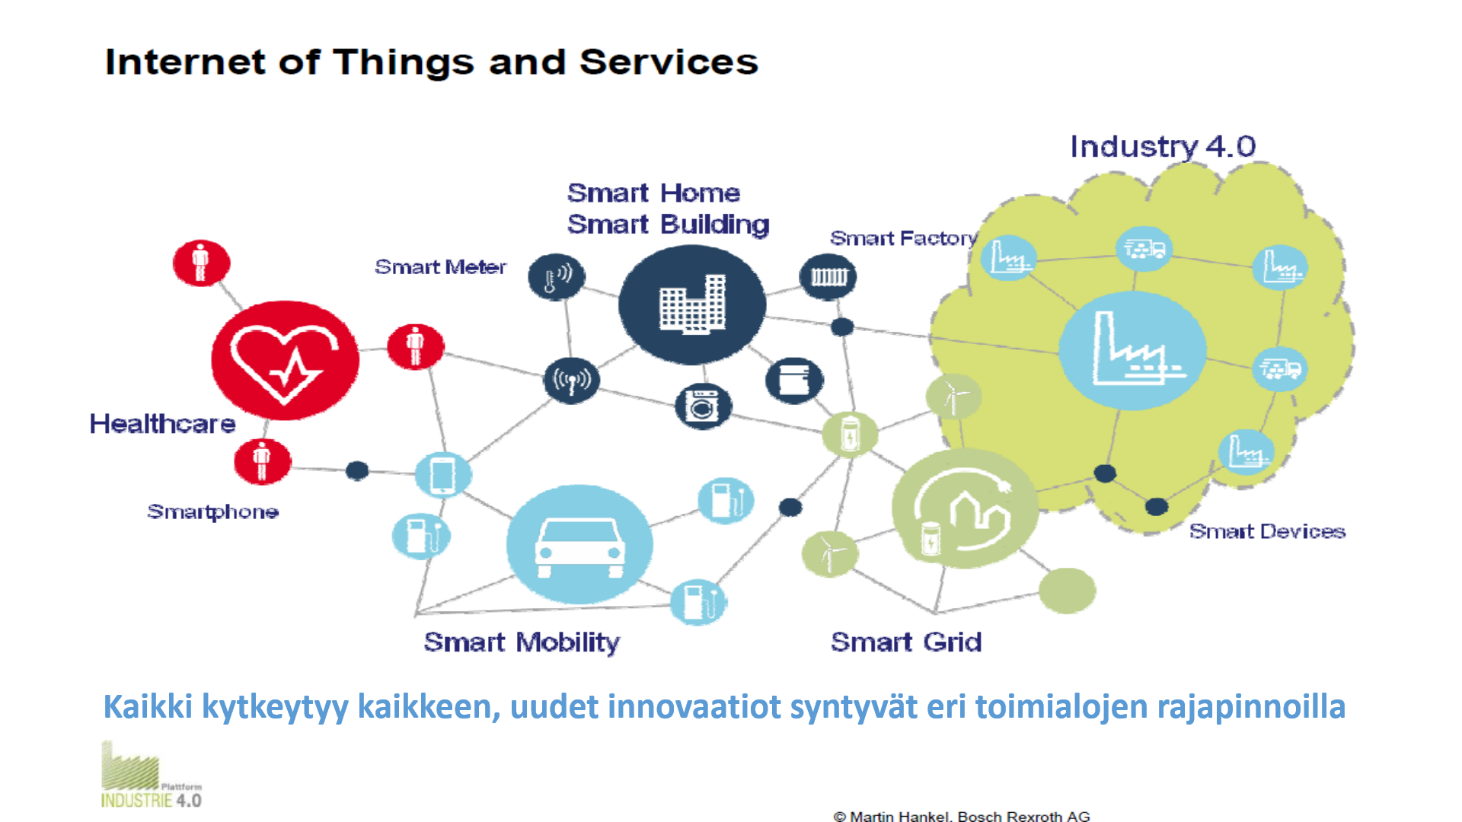 Internet of Things and Services
Industry 4.0
Smart Home
Smart Building
Smart Factory
Smart Meter
Healthcare
Smartphone
Smart Devices
Smart Mobility
Smart Grid
Kaikki kytkeytyy kaikkeen, uudet innovaatiot syntyvät eri toimialojen rajapinnoilla
Plattform
INDUSTRIE 4.0
© Martin Hankel, Bosch Rexroth AG